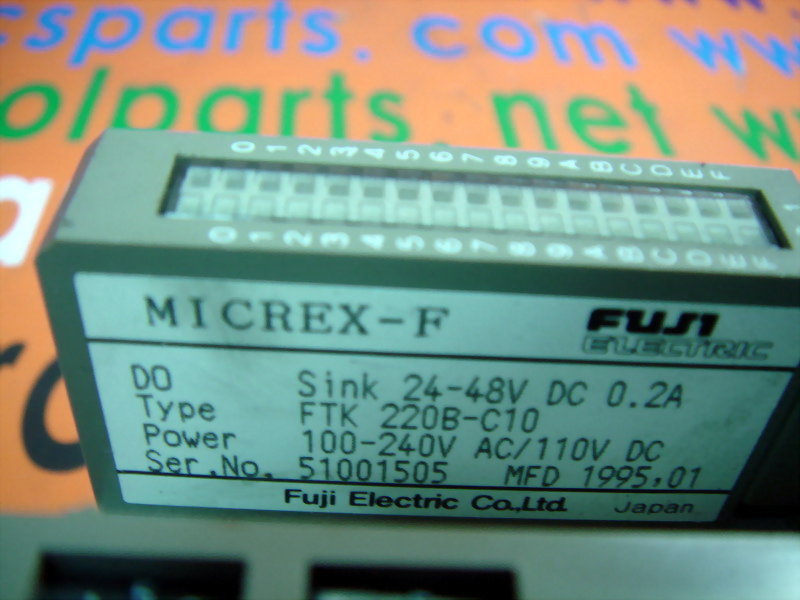 csparts.com ww
olparts.net w
a
0 1 2 3 4 5 6 7 8 9 A B C D E F
0 1 2 3 4 5 6 7 8 9 A B C D E F
MICREX-F
FUJI
ELECTRIC
DO Sink 24-48V DC 0.2A
Type FTK 220B-C10
Power 100-240V AC/110V DC
Ser.No. 51001505 MFD 1995,01
Fuji Electric Co.,Ltd. Japan